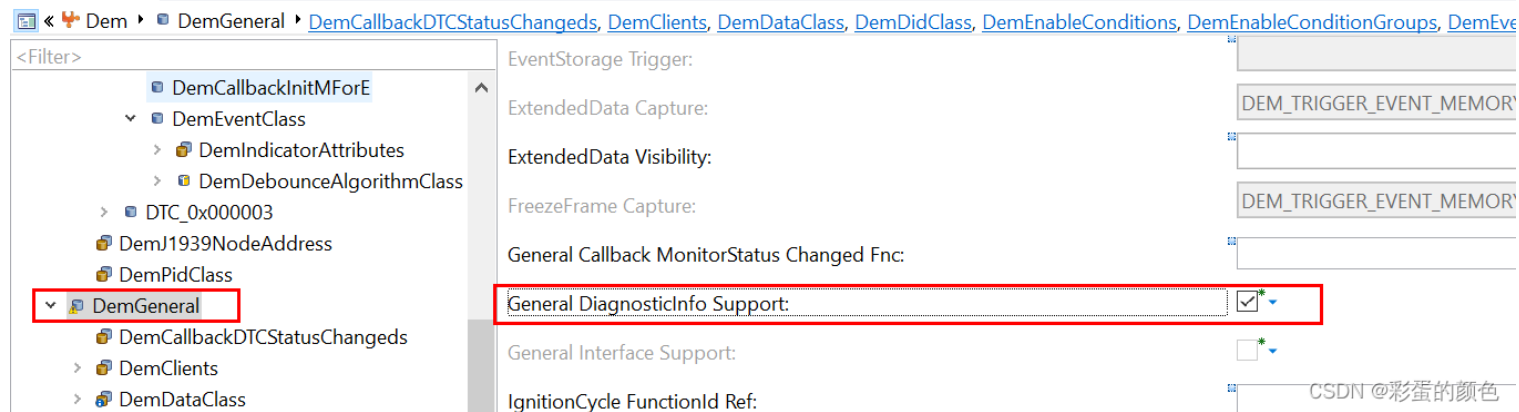 « Dem DemGeneral DemCallbackDTCStatusChangeds, DemClients, DemDataClass, DemDidClass, DemEnableConditions, DemEnableConditionGroups, DemEve
<Filter>
DemCallbackInitMForE
DemEventClass
DemIndicatorAttributes
DemDebounceAlgorithmClass
DTC_0x000003
DemJ1939NodeAddress
DemPidClass
DemGeneral
DemCallbackDTCStatusChangeds
DemClients
DemDataClass
EventStorage Trigger:
ExtendedData Capture: DEM_TRIGGER_EVENT_MEMORY
ExtendedData Visibility:
FreezeFrame Capture: DEM_TRIGGER_EVENT_MEMORY
General Callback MonitorStatus Changed Fnc:
General DiagnosticInfo Support:
General Interface Support:
IgnitionCycle FunctionId Ref:
CSDN @彩蛋的颜色